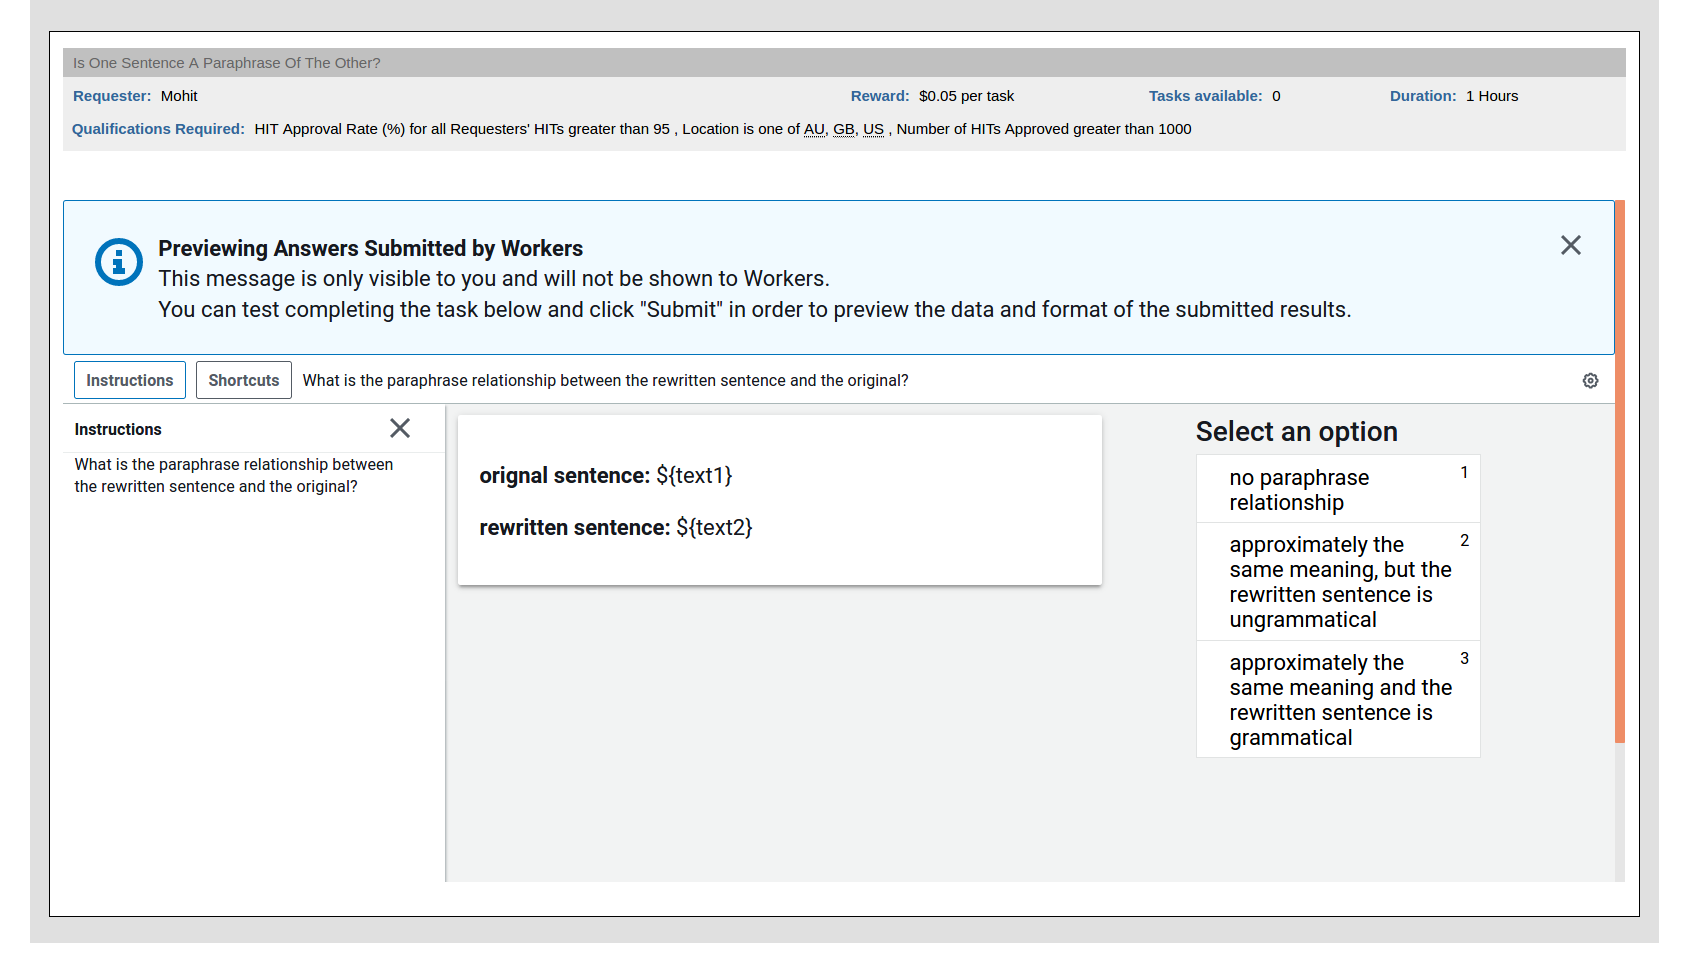 Is One Sentence A Paraphrase Of The Other?
Requester: Mohit Reward: $0.05 per task Tasks available: 0 Duration: 1 Hours
Qualifications Required: HIT Approval Rate (%) for all Requesters' HITs greater than 95 , Location is one of AU, GB, US , Number of HITs Approved greater than 1000
Previewing Answers Submitted by Workers
This message is only visible to you and will not be shown to Workers.
You can test completing the task below and click "Submit" in order to preview the data and format of the submitted results.
Instructions Shortcuts What is the paraphrase relationship between the rewritten sentence and the original?
Instructions
What is the paraphrase relationship between
the rewritten sentence and the original?
orignal sentence: ${text1}
rewritten sentence: ${text2}
Select an option
no paraphrase 1
relationship
approximately the 2
same meaning, but the
rewritten sentence is
ungrammatical
approximately the 3
same meaning and the
rewritten sentence is
grammatical